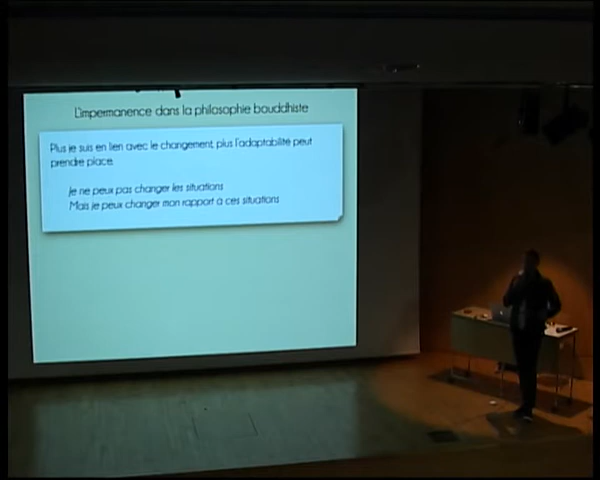 L'impermanence dans la philosophie bouddhiste
Plus je suis en lien avec le changement, plus l'adaptabilité peut
prendre place.
Je ne peux pas changer les situations
Mais je peux changer mon rapport à ces situations